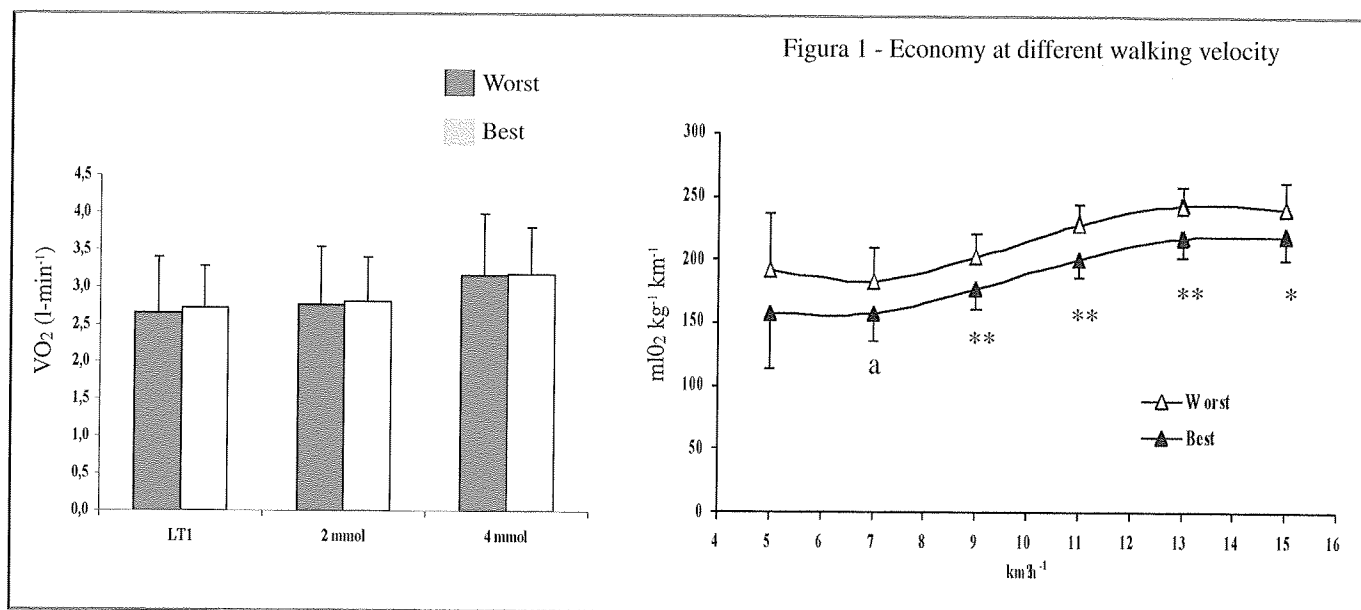 Figura 1 - Economy at different walking velocity
Worst
Best
VO₂ (l-min⁻¹)
4,5
4,0
3,5
3,0
2,5
2,0
1,5
1,0
0,5
0,0
LT1
2 mmol
4 mmol
mlO₂ kg⁻¹ km⁻¹
300
250
200
150
100
50
0
a
**
**
**
*
Worst
Best
4
5
6
7
8
9
10
11
12
13
14
15
16
km·h⁻¹